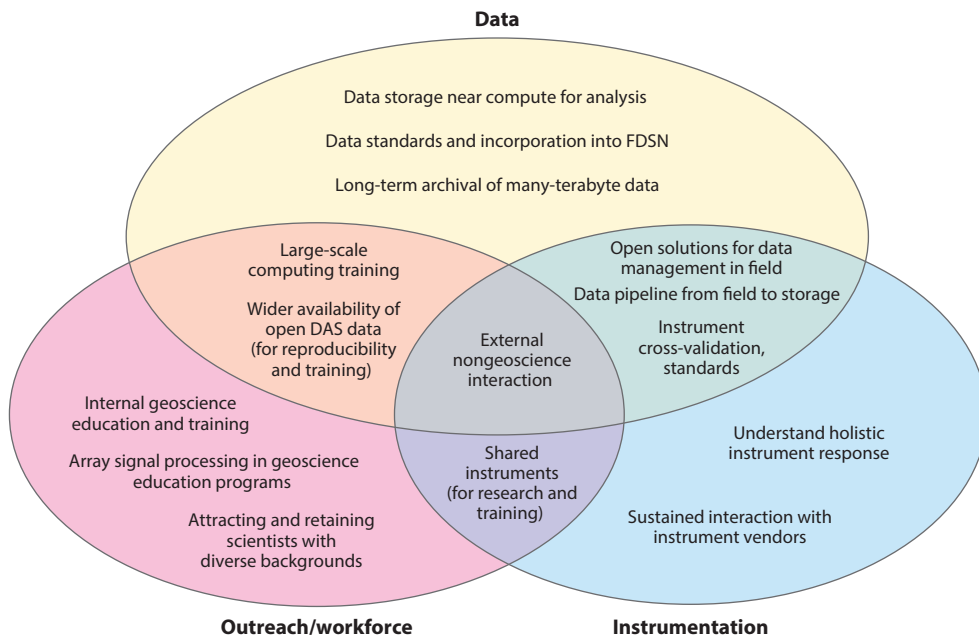 Data
Data storage near compute for analysis
Data standards and incorporation into FDSN
Long-term archival of many-terabyte data
Large-scale
computing training
Wider availability of
open DAS data
(for reproducibility
and training)
Open solutions for data
management in field
Data pipeline from field to storage
Instrument
cross-validation,
standards
External
nongeoscience
interaction
Internal geoscience
education and training
Array signal processing in geoscience
education programs
Attracting and retaining
scientists with
diverse backgrounds
Shared
instruments
(for research and
training)
Understand holistic
instrument response
Sustained interaction with
instrument vendors
Outreach/workforce
Instrumentation